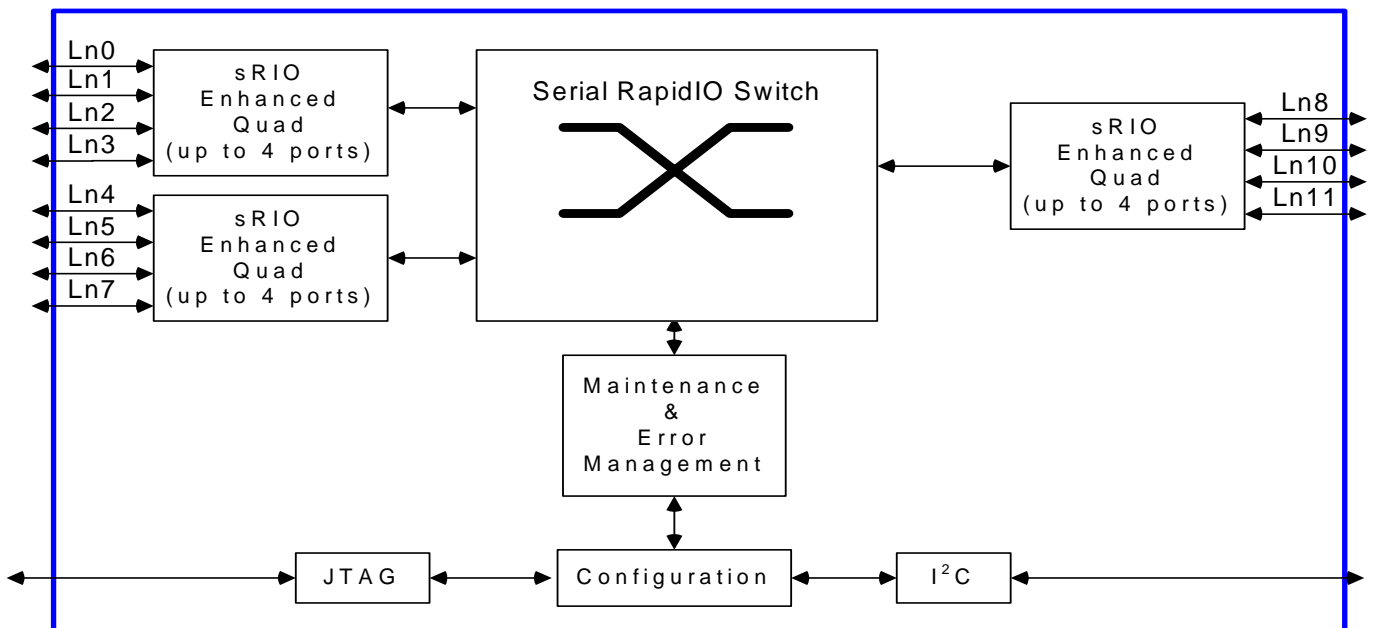 Ln0
Ln1
Ln2
Ln3
sRIO
Enhanced
Quad
(up to 4 ports)
Ln4
Ln5
Ln6
Ln7
sRIO
Enhanced
Quad
(up to 4 ports)
Serial RapidIO Switch
sRIO
Enhanced
Quad
(up to 4 ports)
Ln8
Ln9
Ln10
Ln11
Maintenance
&
Error
Management
JTAG
Configuration
I²C